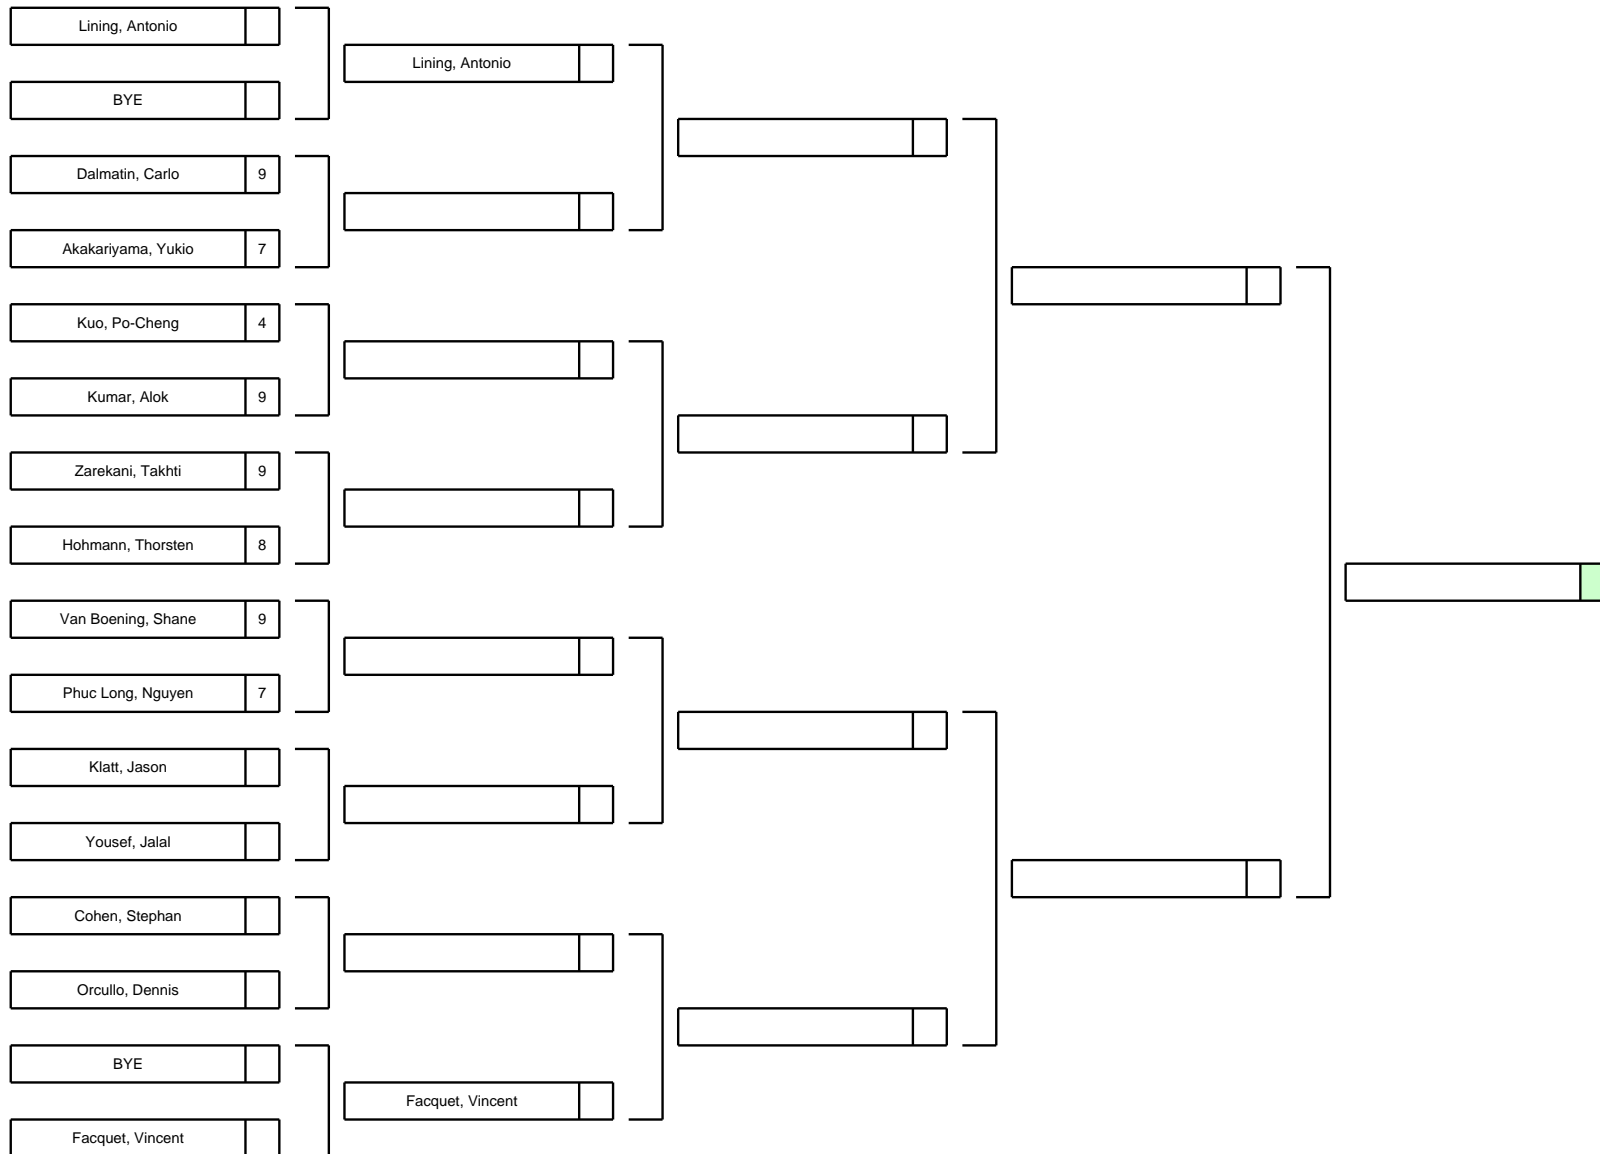 Lining, Antonio
Lining, Antonio
BYE
Dalmatin, Carlo 9
Akakariyama, Yukio 7
Kuo, Po-Cheng 4
Kumar, Alok 9
Zarekani, Takhti 9
Hohmann, Thorsten 8
Van Boening, Shane 9
Phuc Long, Nguyen 7
Klatt, Jason
Yousef, Jalal
Cohen, Stephan
Orcullo, Dennis
BYE
Facquet, Vincent
Facquet, Vincent